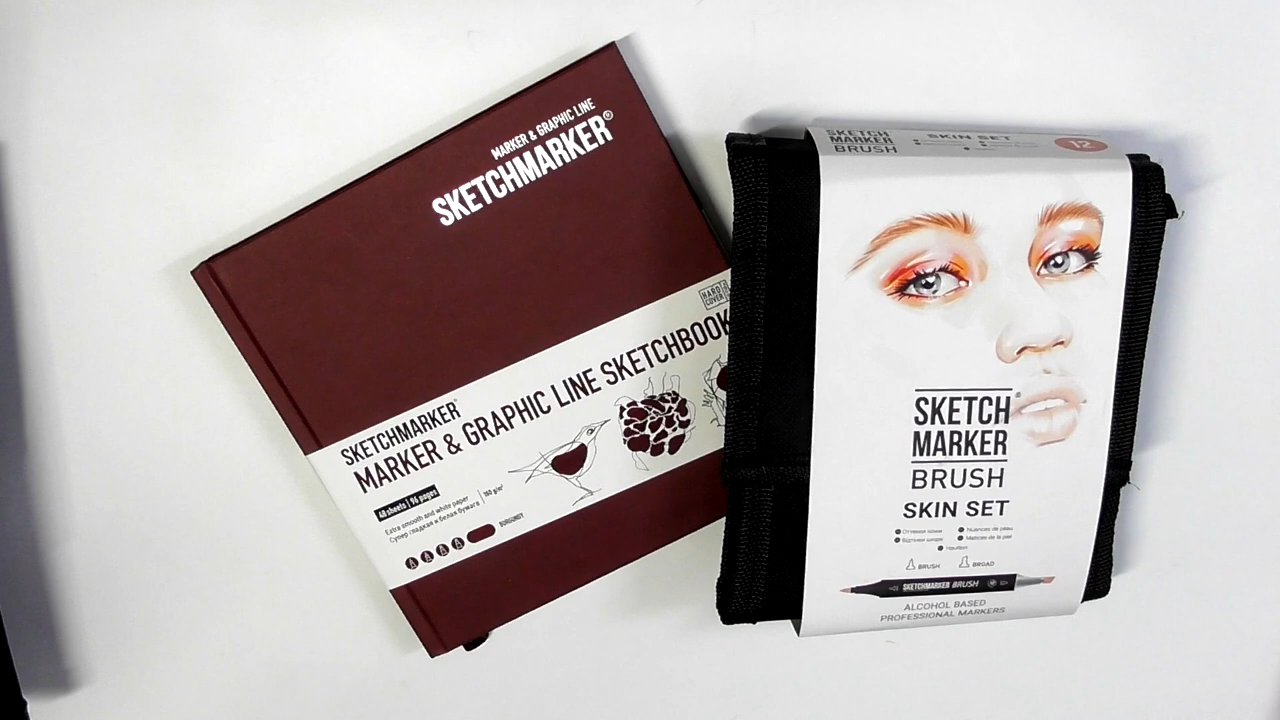 MARKER & GRAPHIC LINE
SKETCHMARKER®
HARD
COVER
SKETCHMARKER
MARKER & GRAPHIC LINE SKETCHBOOK
48 sheets | 96 pages
Extra smooth and white paper
Супер гладкая и белая бумага
160 g/m²
BURGUNDY
SKETCH
MARKER
BRUSH
SKIN SET
12
SKETCH®
MARKER
BRUSH
SKIN SET
Оттенки кожи
Nuances de peau
Відтінки шкіри
Matices de la piel
Hauttön
BRUSH
BROAD
SKETCHMARKER BRUSH
ALCOHOL BASED
PROFESSIONAL MARKERS